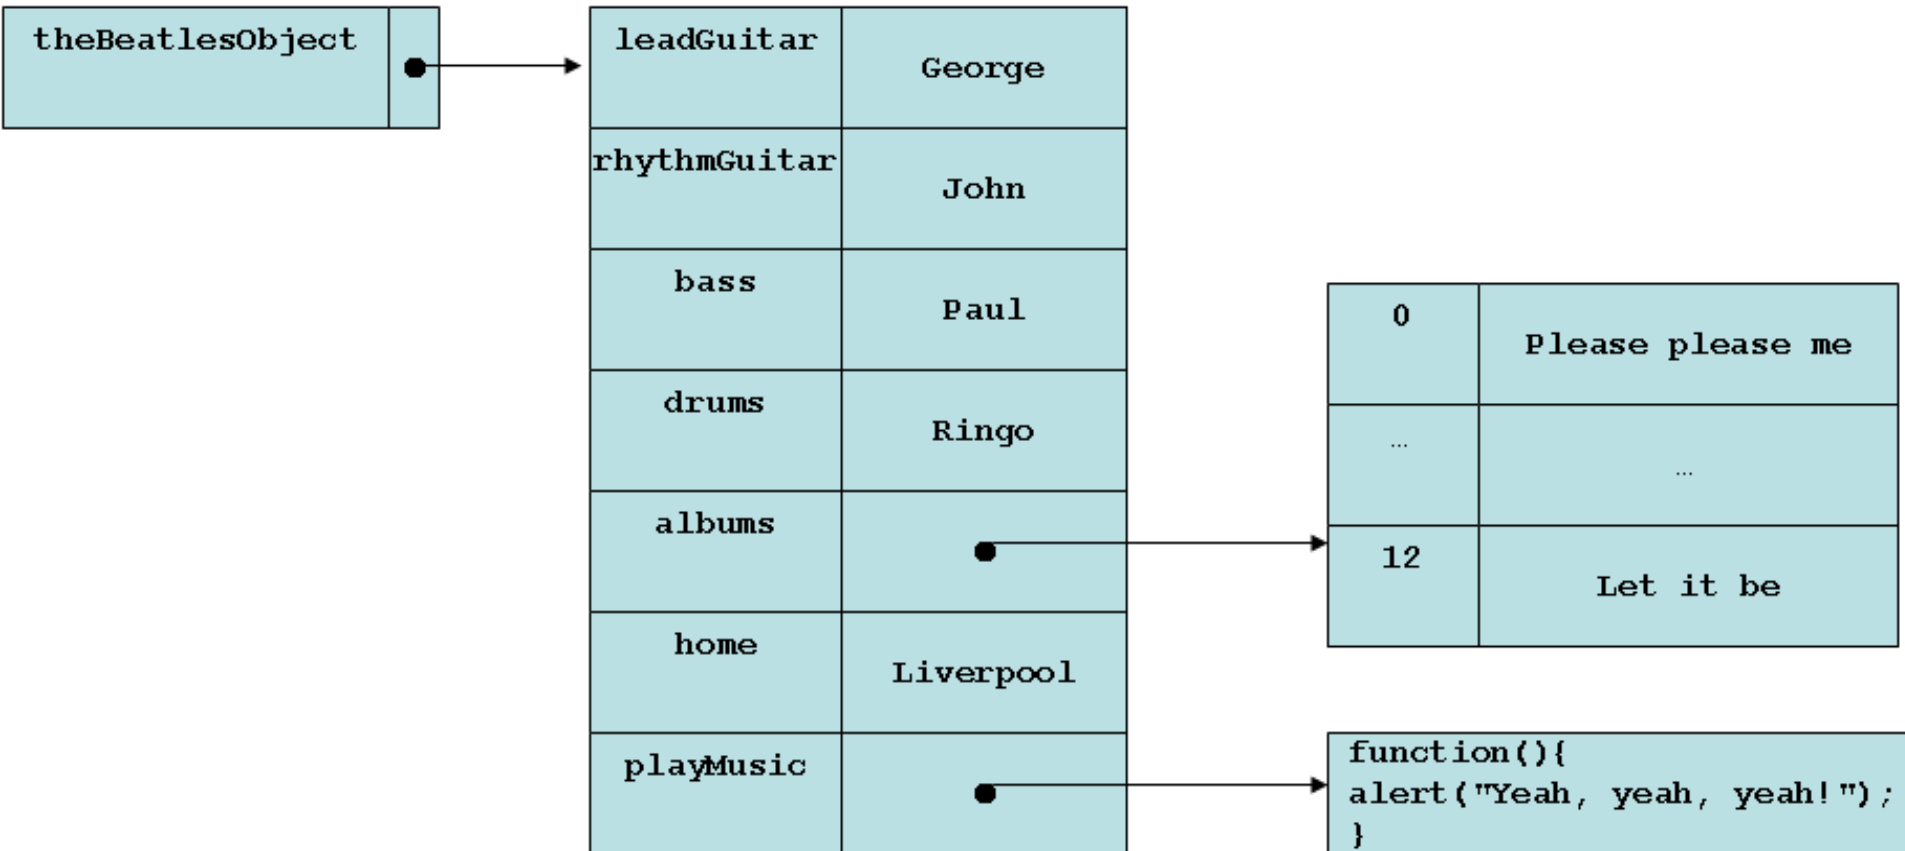 theBeatlesObject
leadGuitar
George
rhythmGuitar
John
bass
Paul
drums
Ringo
albums
home
Liverpool
playMusic
0
Please please me
...
...
12
Let it be
function(){
alert("Yeah, yeah, yeah!");
}